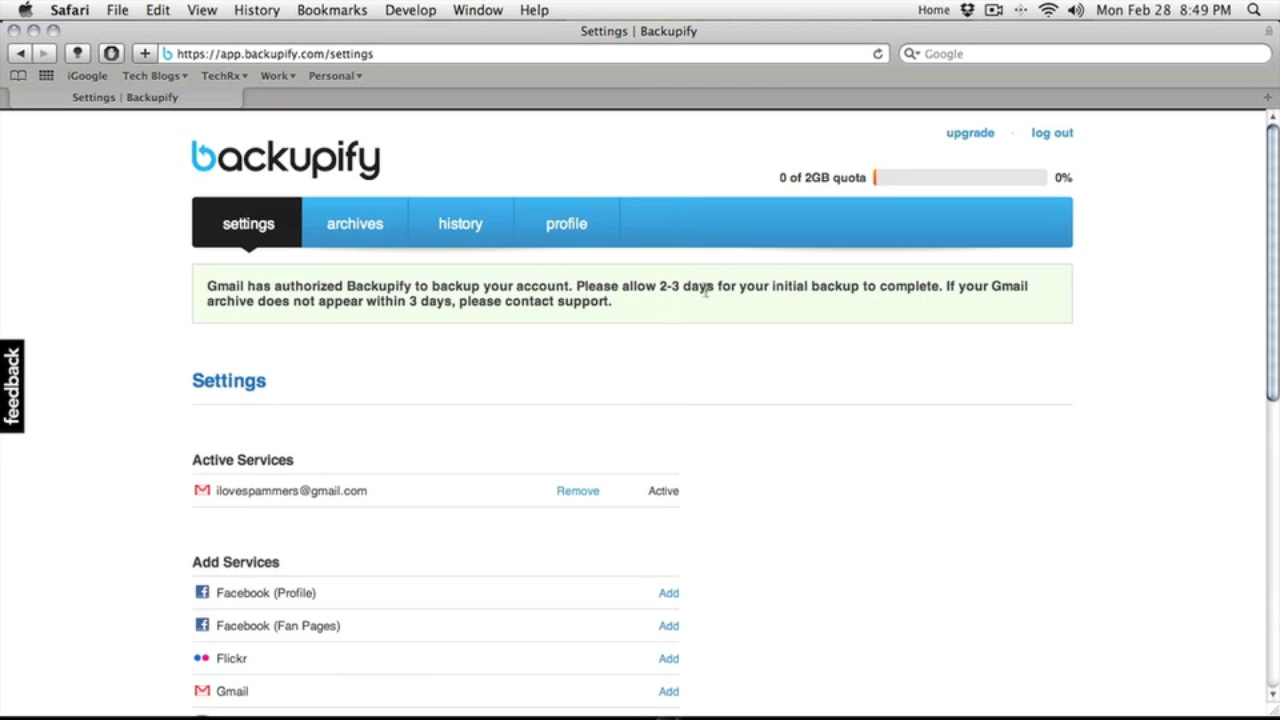 Safari File Edit View History Bookmarks Develop Window Help Home Mon Feb 28 8:49 PM
Settings | Backupify
https://app.backupify.com/settings Google
iGoogle Tech Blogs TechRx Work Personal
Settings | Backupify
upgrade · log out
backupify
0 of 2GB quota 0%
settings archives history profile
Gmail has authorized Backupify to backup your account. Please allow 2-3 days for your initial backup to complete. If your Gmail
archive does not appear within 3 days, please contact support.
feedback
Settings
Active Services
ilovespammers@gmail.com Remove Active
Add Services
Facebook (Profile) Add
Facebook (Fan Pages) Add
Flickr Add
Gmail Add